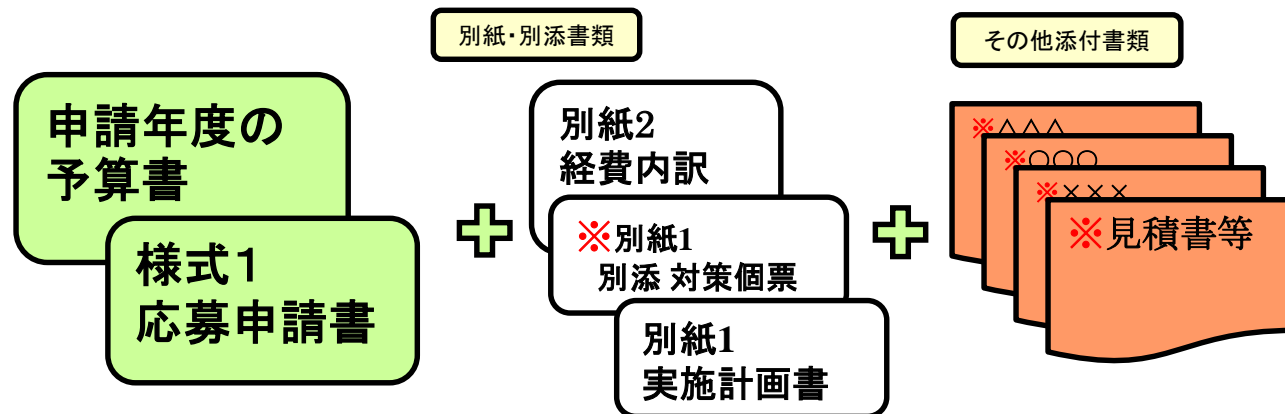 別紙・別添書類
その他添付書類
申請年度の
予算書
様式１
応募申請書
別紙2
経費内訳
※別紙1
別添 対策個票
別紙1
実施計画書
※△△△
※○○○
※×××
※見積書等